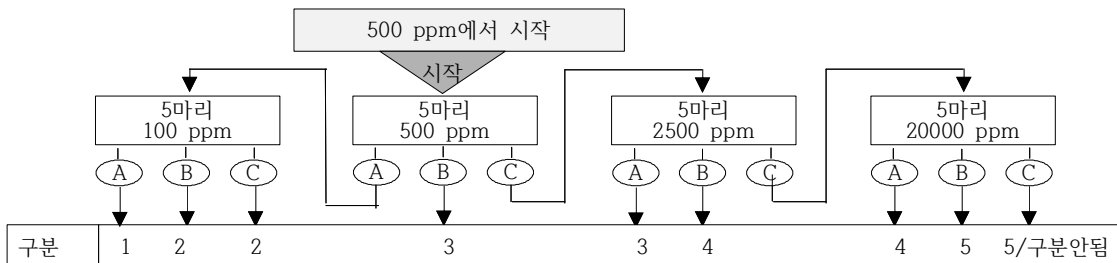 500 ppm에서 시작
시작
5마리 5마리 5마리 5마리
100 ppm 500 ppm 2500 ppm 20000 ppm
A B C A B C A B C A B C
구분 1 2 2 3 3 4 4 5 5/구분안됨